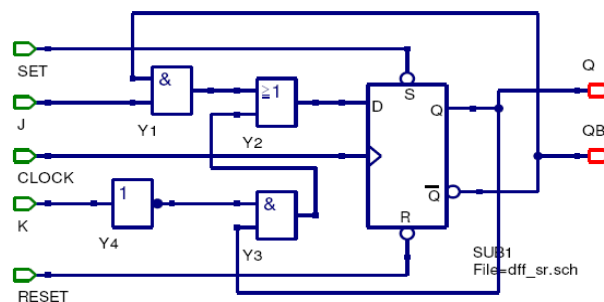 SET
J
CLOCK
K
RESET
&
Y1
≧1
Y2
1
Y4
&
Y3
S
D
Q
Q
R
SUB1
File=dff_sr.sch
Q
QB